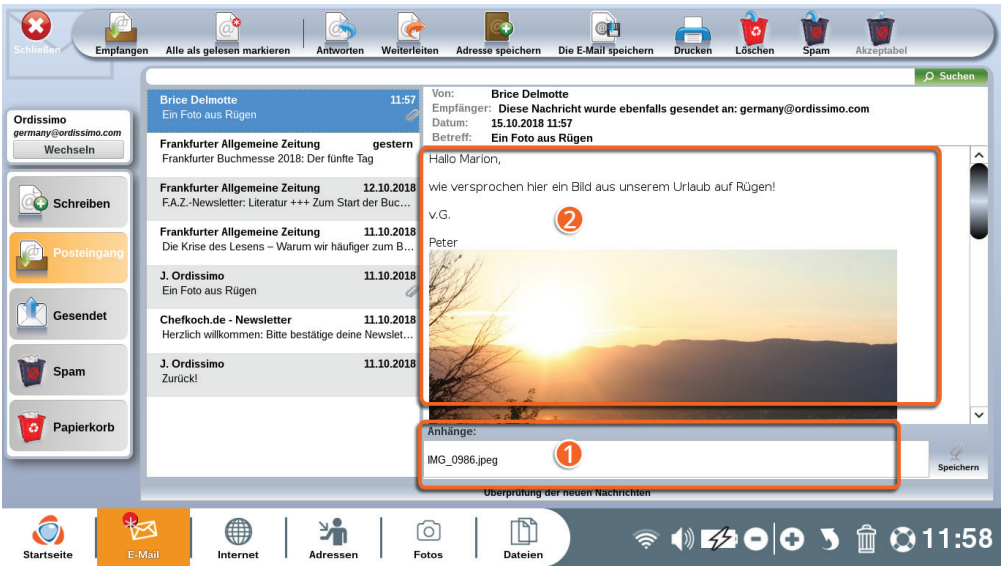 Schließen
Empfangen
Alle als gelesen markieren
Antworten
Weiterleiten
Adresse speichern
Die E-Mail speichern
Drucken
Löschen
Spam
Akzeptabel
Suchen
Ordissimo
germany@ordissimo.com
Wechseln
Schreiben
Posteingang
Gesendet
Spam
Papierkorb
Brice Delmotte 11:57
Ein Foto aus Rügen
Frankfurter Allgemeine Zeitung gestern
Frankfurter Buchmesse 2018: Der fünfte Tag
Frankfurter Allgemeine Zeitung 12.10.2018
F.A.Z.-Newsletter: Literatur +++ Zum Start der Buc...
Frankfurter Allgemeine Zeitung 11.10.2018
Die Krise des Lesens – Warum wir häufiger zum B...
J. Ordissimo 11.10.2018
Ein Foto aus Rügen
Chefkoch.de - Newsletter 11.10.2018
Herzlich willkommen: Bitte bestätige deine Newslet...
J. Ordissimo 11.10.2018
Zurück!
Von: Brice Delmotte
Empfänger: Diese Nachricht wurde ebenfalls gesendet an: germany@ordissimo.com
Datum: 15.10.2018 11:57
Betreff: Ein Foto aus Rügen
Hallo Marion,
wie versprochen hier ein Bild aus unserem Urlaub auf Rügen!
v.G.
2
Peter
Anhänge:
IMG_0986.jpeg
1
Speichern
Überprüfung der neuen Nachrichten
Startseite
E-Mail
Internet
Adressen
Fotos
Dateien
11:58